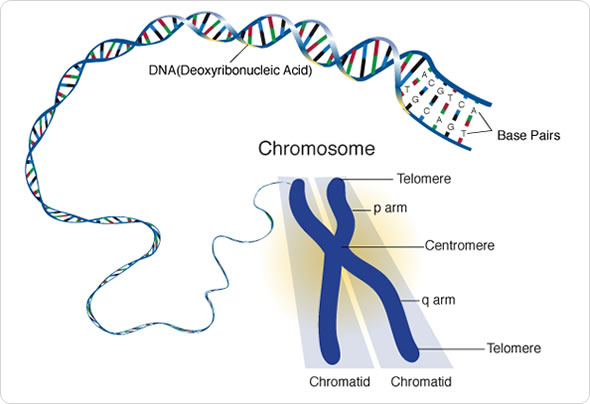 DNA(Deoxyribonucleic Acid)
A C G T C A
T G C A G T
Base Pairs
Chromosome
Telomere
p arm
Centromere
q arm
Telomere
Chromatid Chromatid